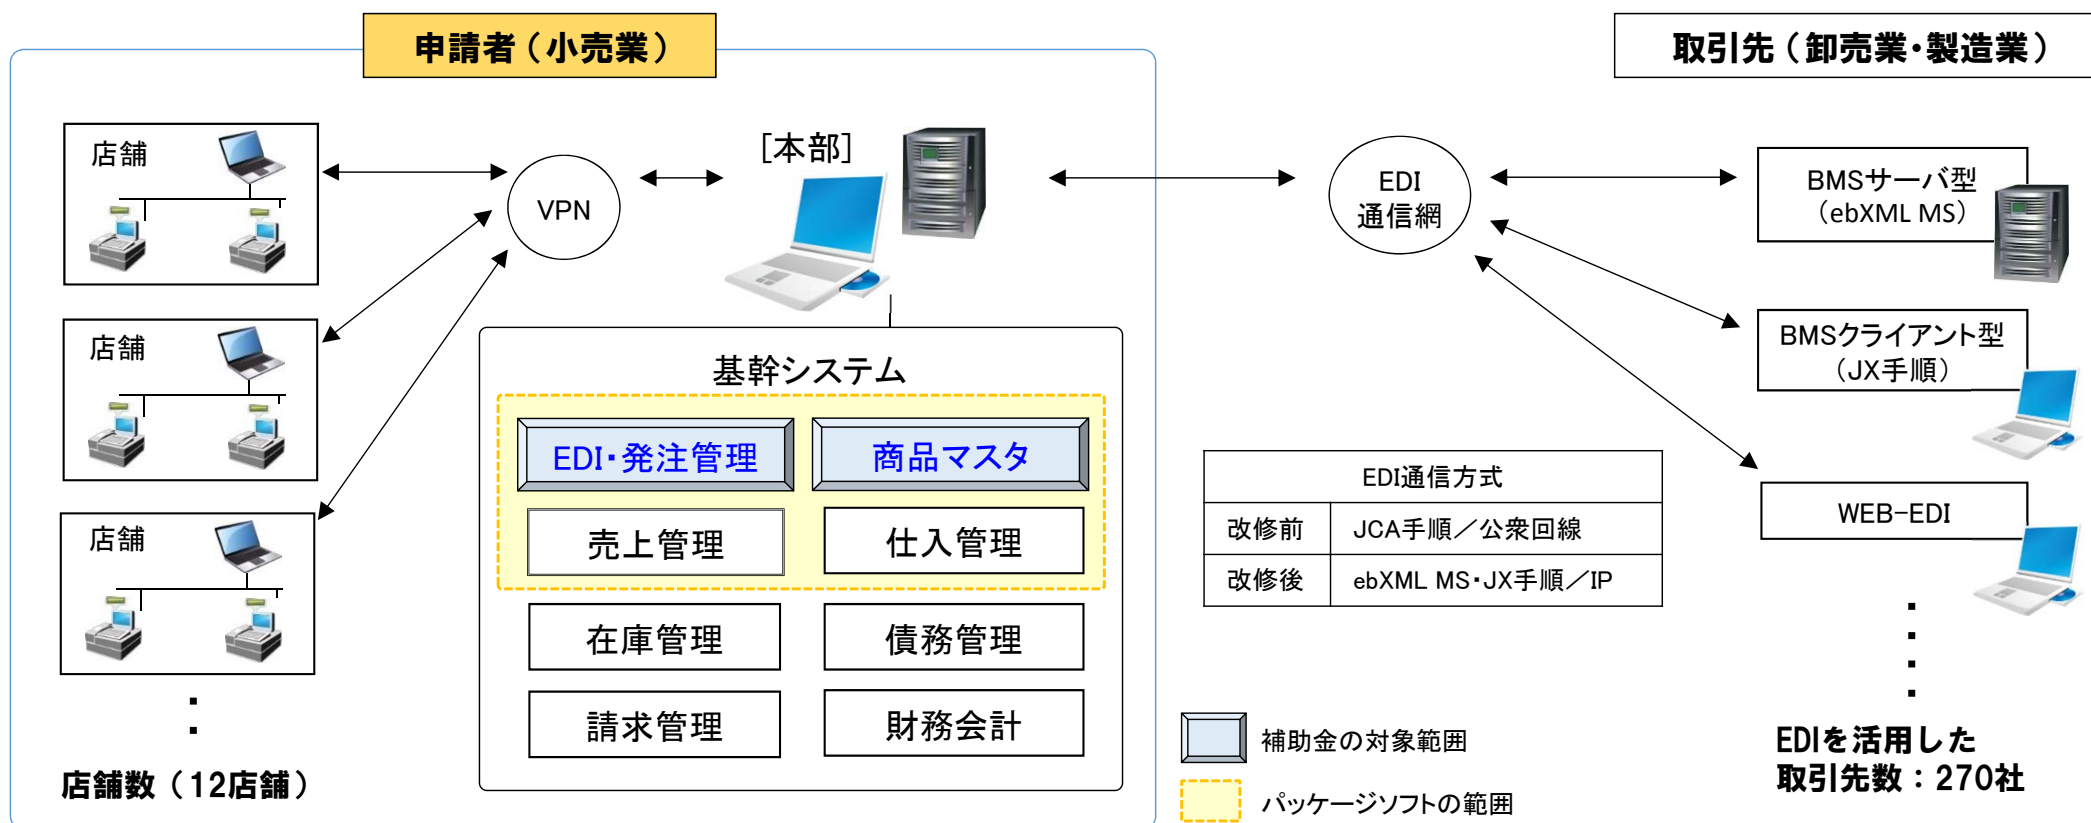 申請者（小売業）
取引先（卸売業・製造業）
店舗
店舗
店舗
店舗数（12店舗）
VPN
［本部］
基幹システム
EDI・発注管理
商品マスタ
売上管理
仕入管理
在庫管理
債務管理
請求管理
財務会計
EDI
通信網
BMSサーバ型
（ebXML MS）
BMSクライアント型
（JX手順）
WEB-EDI
EDI通信方式
改修前 JCA手順／公衆回線
改修後 ebXML MS・JX手順／IP
補助金の対象範囲
パッケージソフトの範囲
EDIを活用した
取引先数：270社